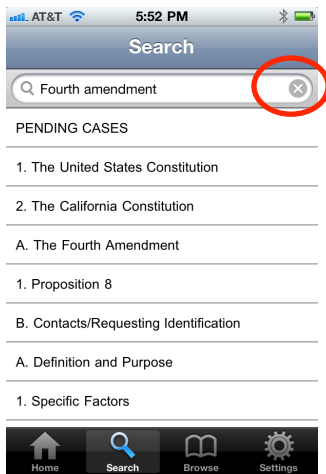 AT&T 5:52 PM
Search
Fourth amendment
PENDING CASES
1. The United States Constitution
2. The California Constitution
A. The Fourth Amendment
1. Proposition 8
B. Contacts/Requesting Identification
A. Definition and Purpose
1. Specific Factors
Home Search Browse Settings